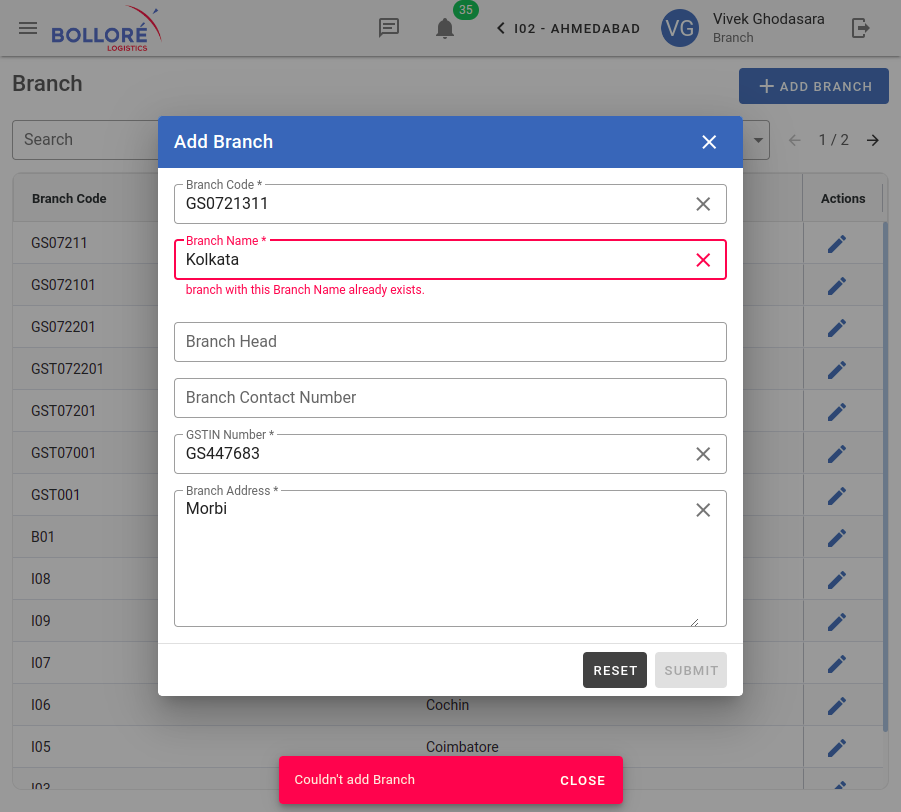 BOLLORÉ
LOGISTICS
35
I02 - AHMEDABAD
VG
Vivek Ghodasara
Branch
Branch
ADD BRANCH
Search
1 / 2
Add Branch
Branch Code
Actions
Branch Code *
GS0721311
Branch Name *
Kolkata
branch with this Branch Name already exists.
Branch Head
Branch Contact Number
GSTIN Number *
GS447683
Branch Address *
Morbi
RESET
SUBMIT
GS07211
GS072101
GS072201
GST072201
GST07201
GST07001
GST001
B01
I08
I09
I07
I06 Cochin
I05 Coimbatore
I03
Couldn't add Branch
CLOSE